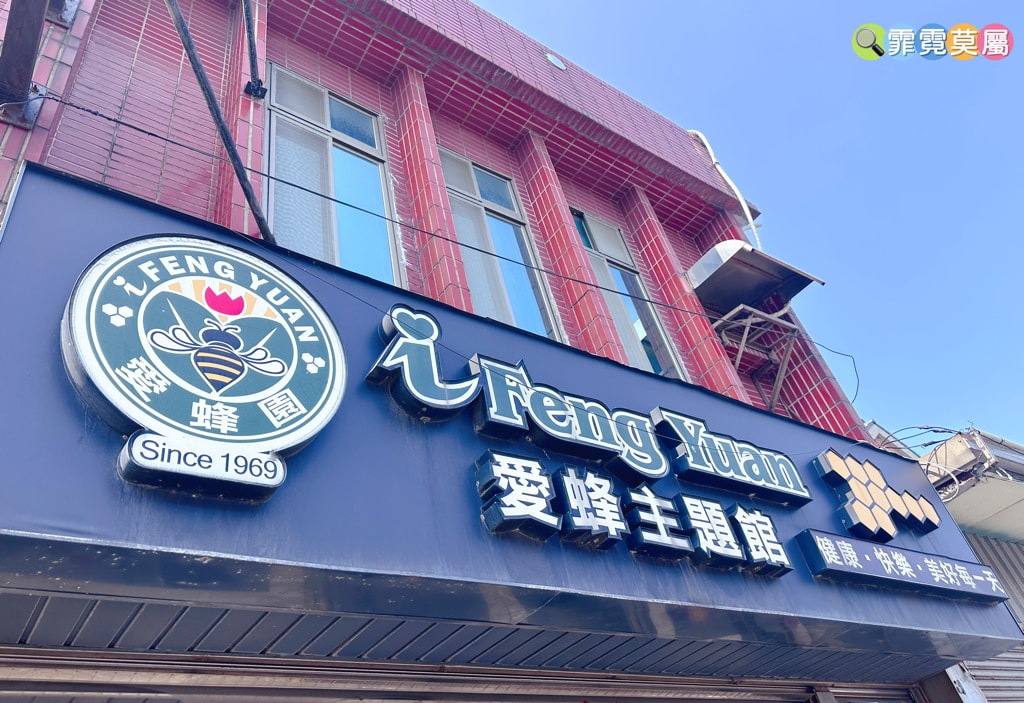 霏霓莫屬
i FENG YUAN
愛蜂園
Since 1969
i Feng Yuan
愛蜂主題館
健康・快樂・美好每一天